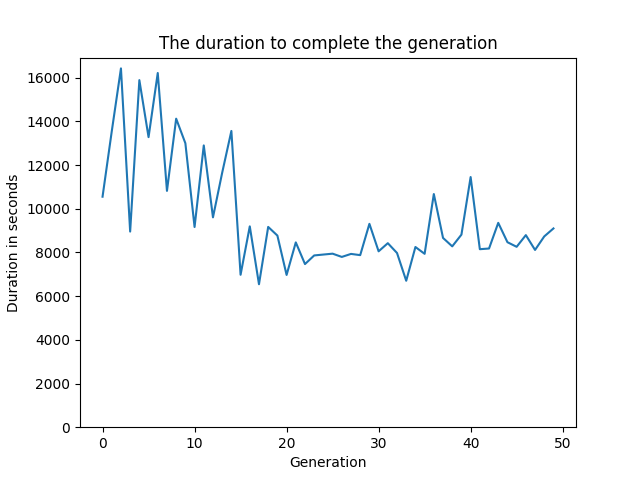 The duration to complete the generation
16000
14000
12000
10000
8000
6000
4000
2000
0
Duration in seconds
0 10 20 30 40 50
Generation